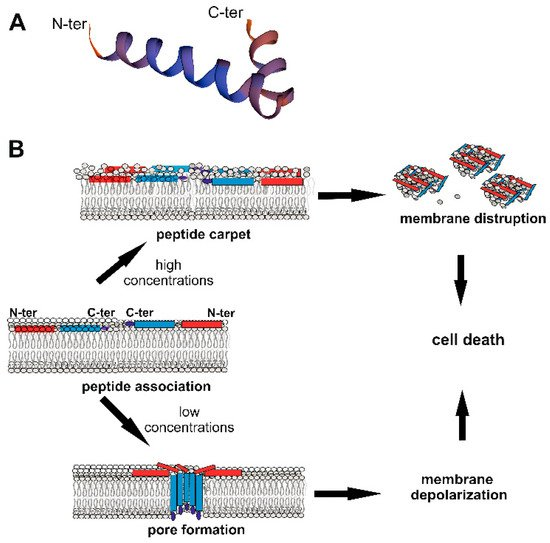 A
N-ter
C-ter
B
peptide carpet
membrane distruption
high
concentrations
N-ter C-ter C-ter N-ter
cell death
peptide association
low
concentrations
membrane
depolarization
pore formation